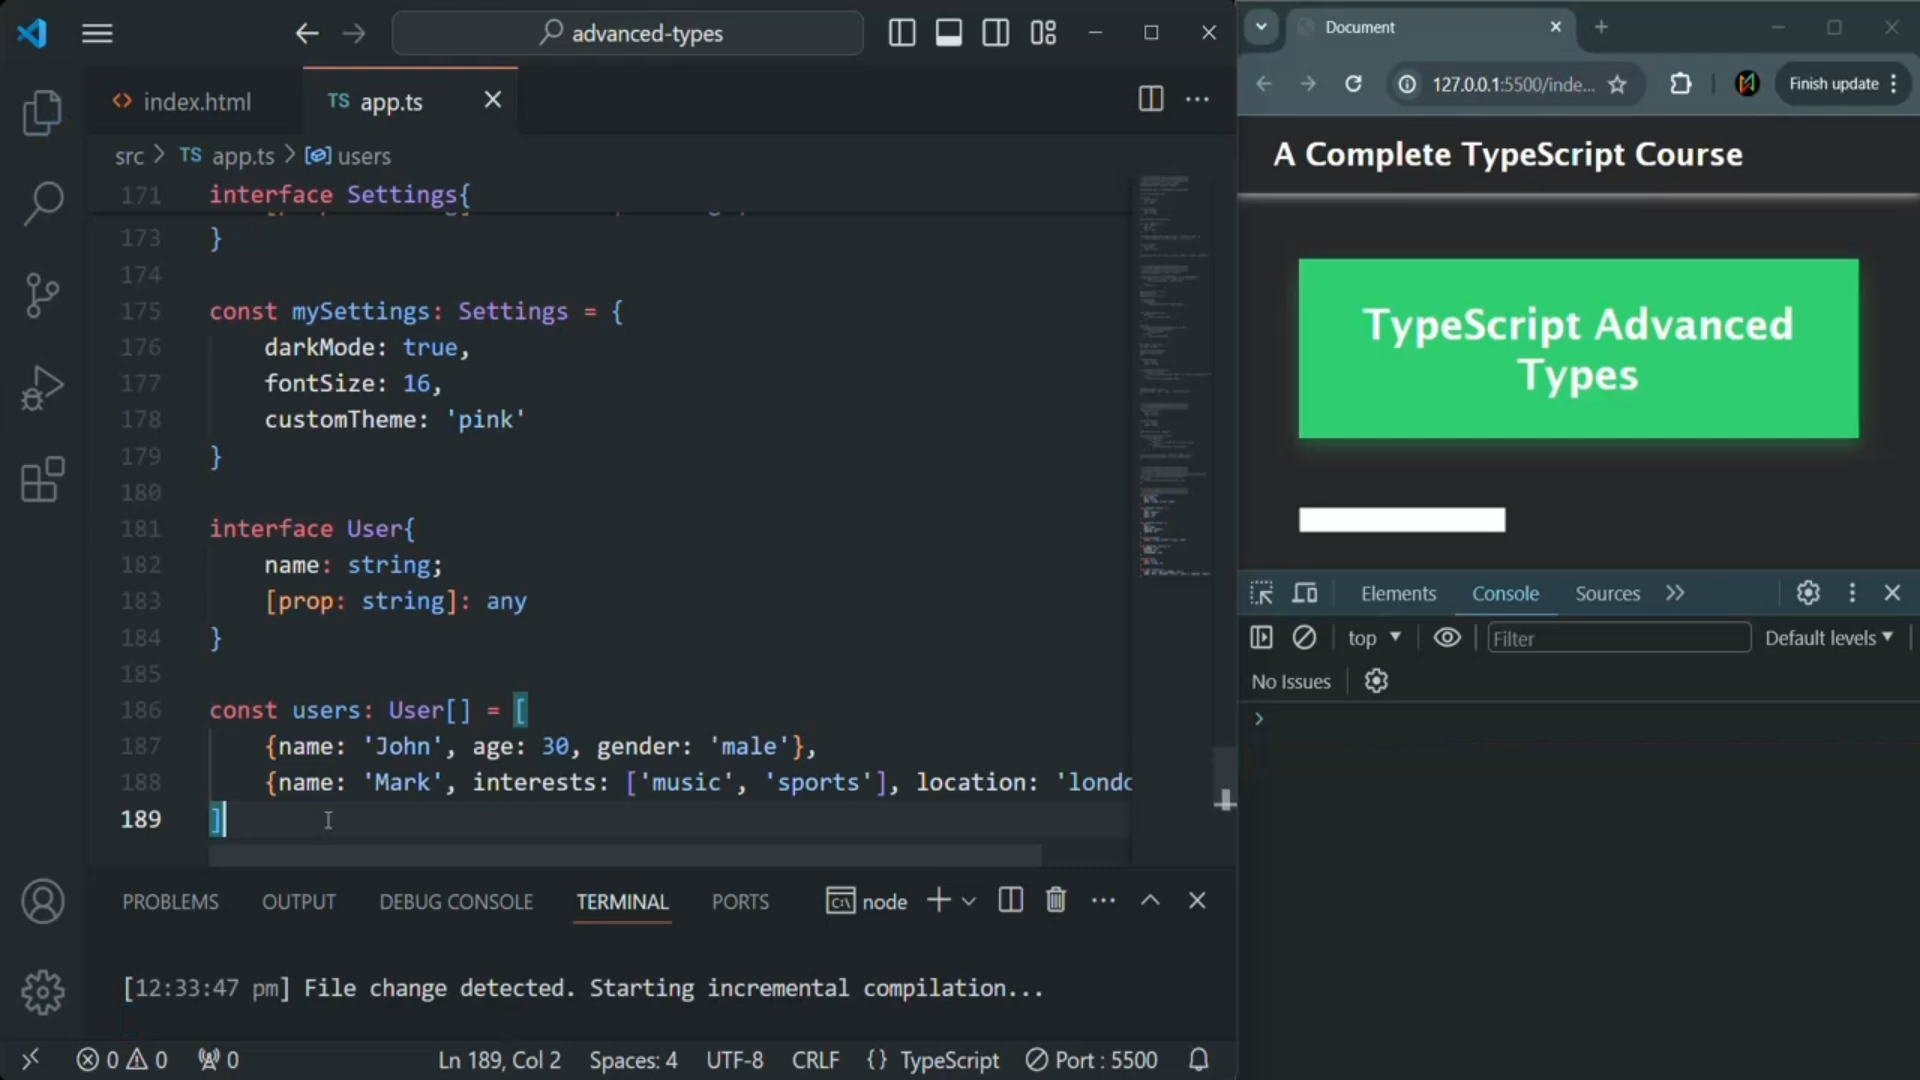 advanced-types
index.html
TS app.ts
src > TS app.ts > users
171 interface Settings{
173 }
174
175 const mySettings: Settings = {
176 darkMode: true,
177 fontSize: 16,
178 customTheme: 'pink'
179 }
180
181 interface User{
182 name: string;
183 [prop: string]: any
184 }
185
186 const users: User[] = [
187 {name: 'John', age: 30, gender: 'male'},
188 {name: 'Mark', interests: ['music', 'sports'], location: 'londo
189 ]
PROBLEMS OUTPUT DEBUG CONSOLE TERMINAL PORTS node
[12:33:47 pm] File change detected. Starting incremental compilation...
0 0 0 Ln 189, Col 2 Spaces: 4 UTF-8 CRLF {} TypeScript Port : 5500
Document
127.0.0.1:5500/inde... Finish update
A Complete TypeScript Course
TypeScript Advanced
Types
Elements Console Sources
top Filter Default levels
No Issues